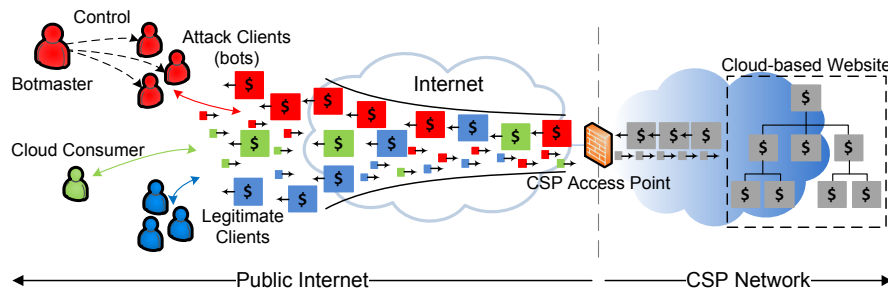 Control
Attack Clients
(bots)
Botmaster
Internet
Cloud-based Website
Cloud Consumer
CSP Access Point
Legitimate
Clients
Public Internet
CSP Network
$ $ $ $ $ $ $
$ $ $ $
$ $ $
$ $ $
$
$ $ $
$ $ $ $